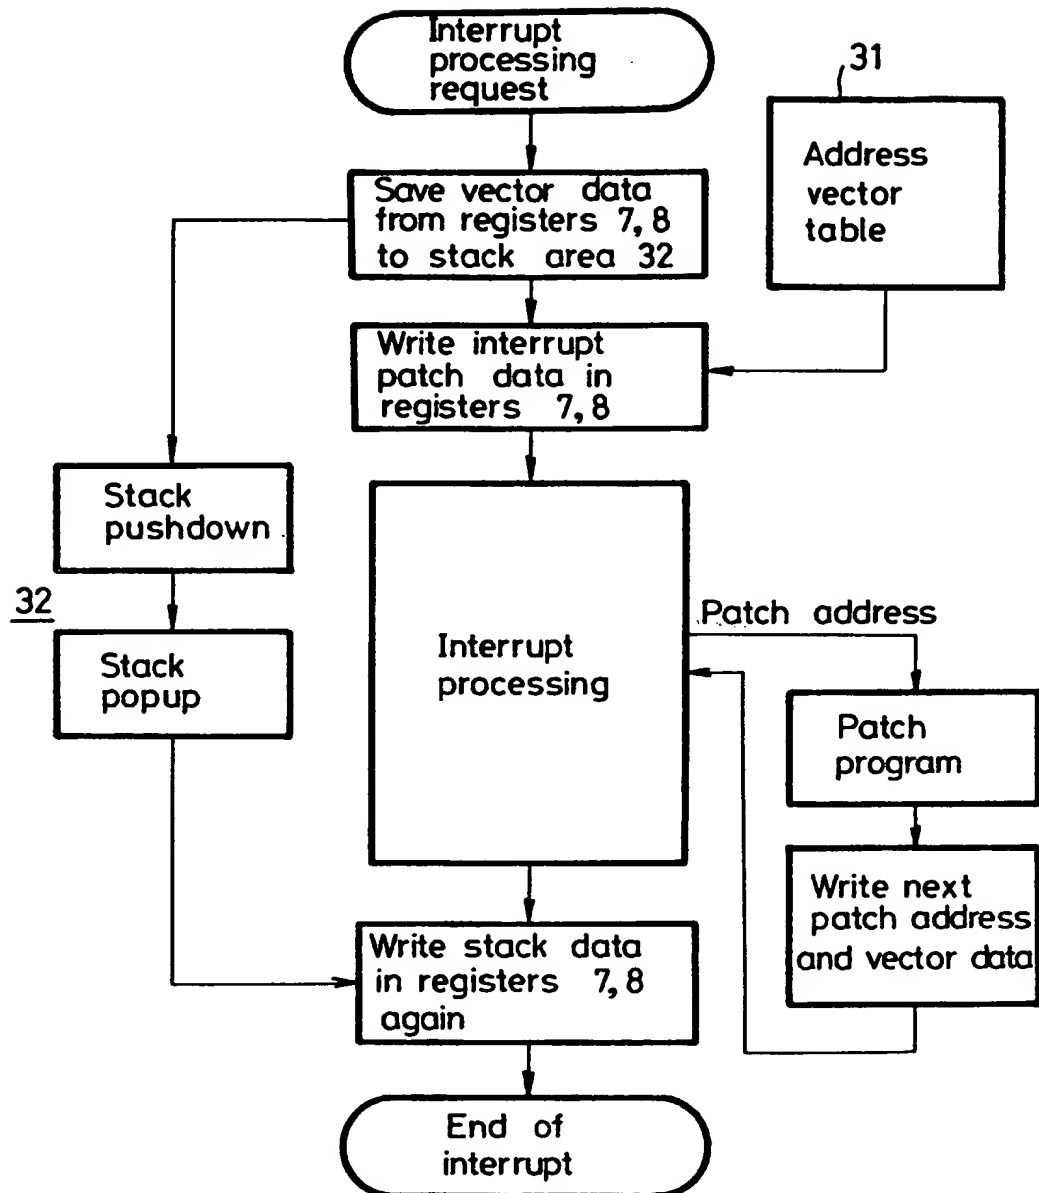 Interrupt
processing
request
31
Address
vector
table
Save vector data
from registers 7, 8
to stack area 32
Write interrupt
patch data in
registers 7, 8
Stack
pushdown
32
Stack
popup
Interrupt
processing
Patch address
Patch
program
Write next
patch address
and vector data
Write stack data
in registers 7, 8
again
End of
interrupt